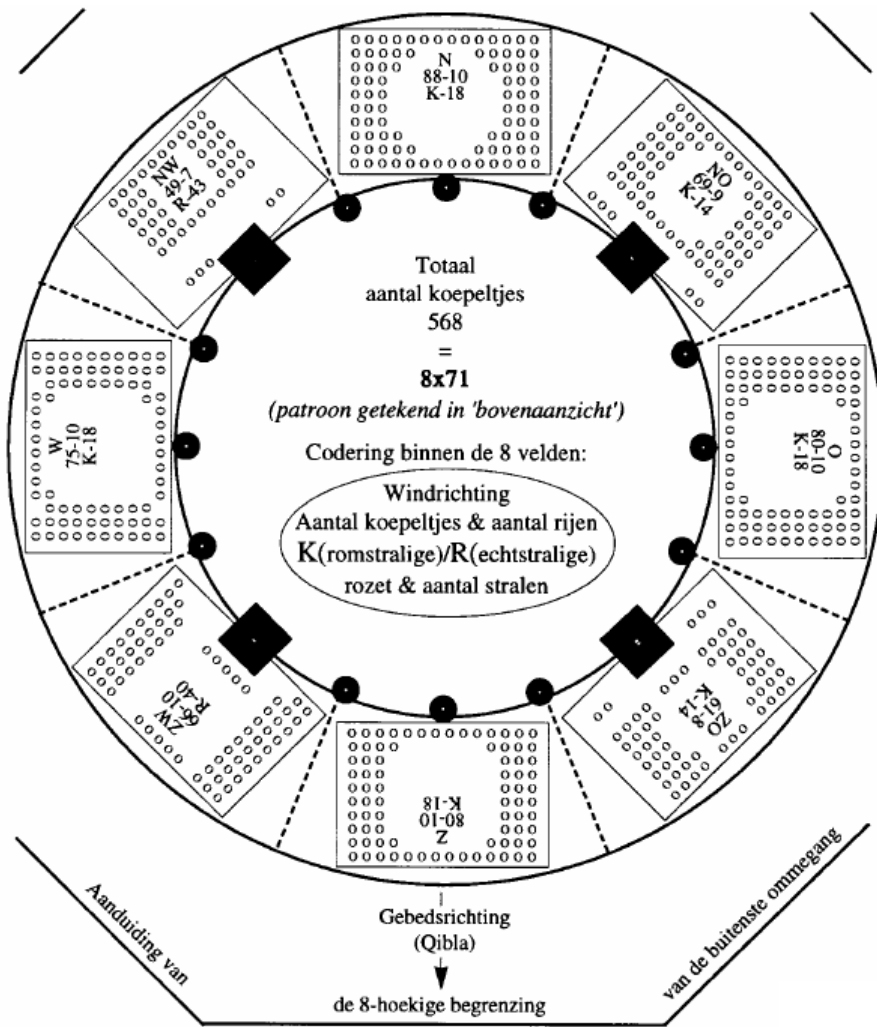 N
88-10
K-18
NW
49-7
R-43
NO
69-9
K-14
Totaal
aantal koepeltjes
568
=
8x71
(patroon getekend in 'bovenaanzicht')
W
75-10
K-18
O
80-10
K-18
Codering binnen de 8 velden:
Windrichting
Aantal koepeltjes & aantal rijen
K(romstralige)/R(echtstralige)
rozet & aantal stralen
ZW
66-10
R-40
ZO
61-8
K-14
Z
80-10
K-18
Gebedsrichting
(Qibla)
Aanduiding van
de 8-hoekige begrenzing
van de buitenste ommegang